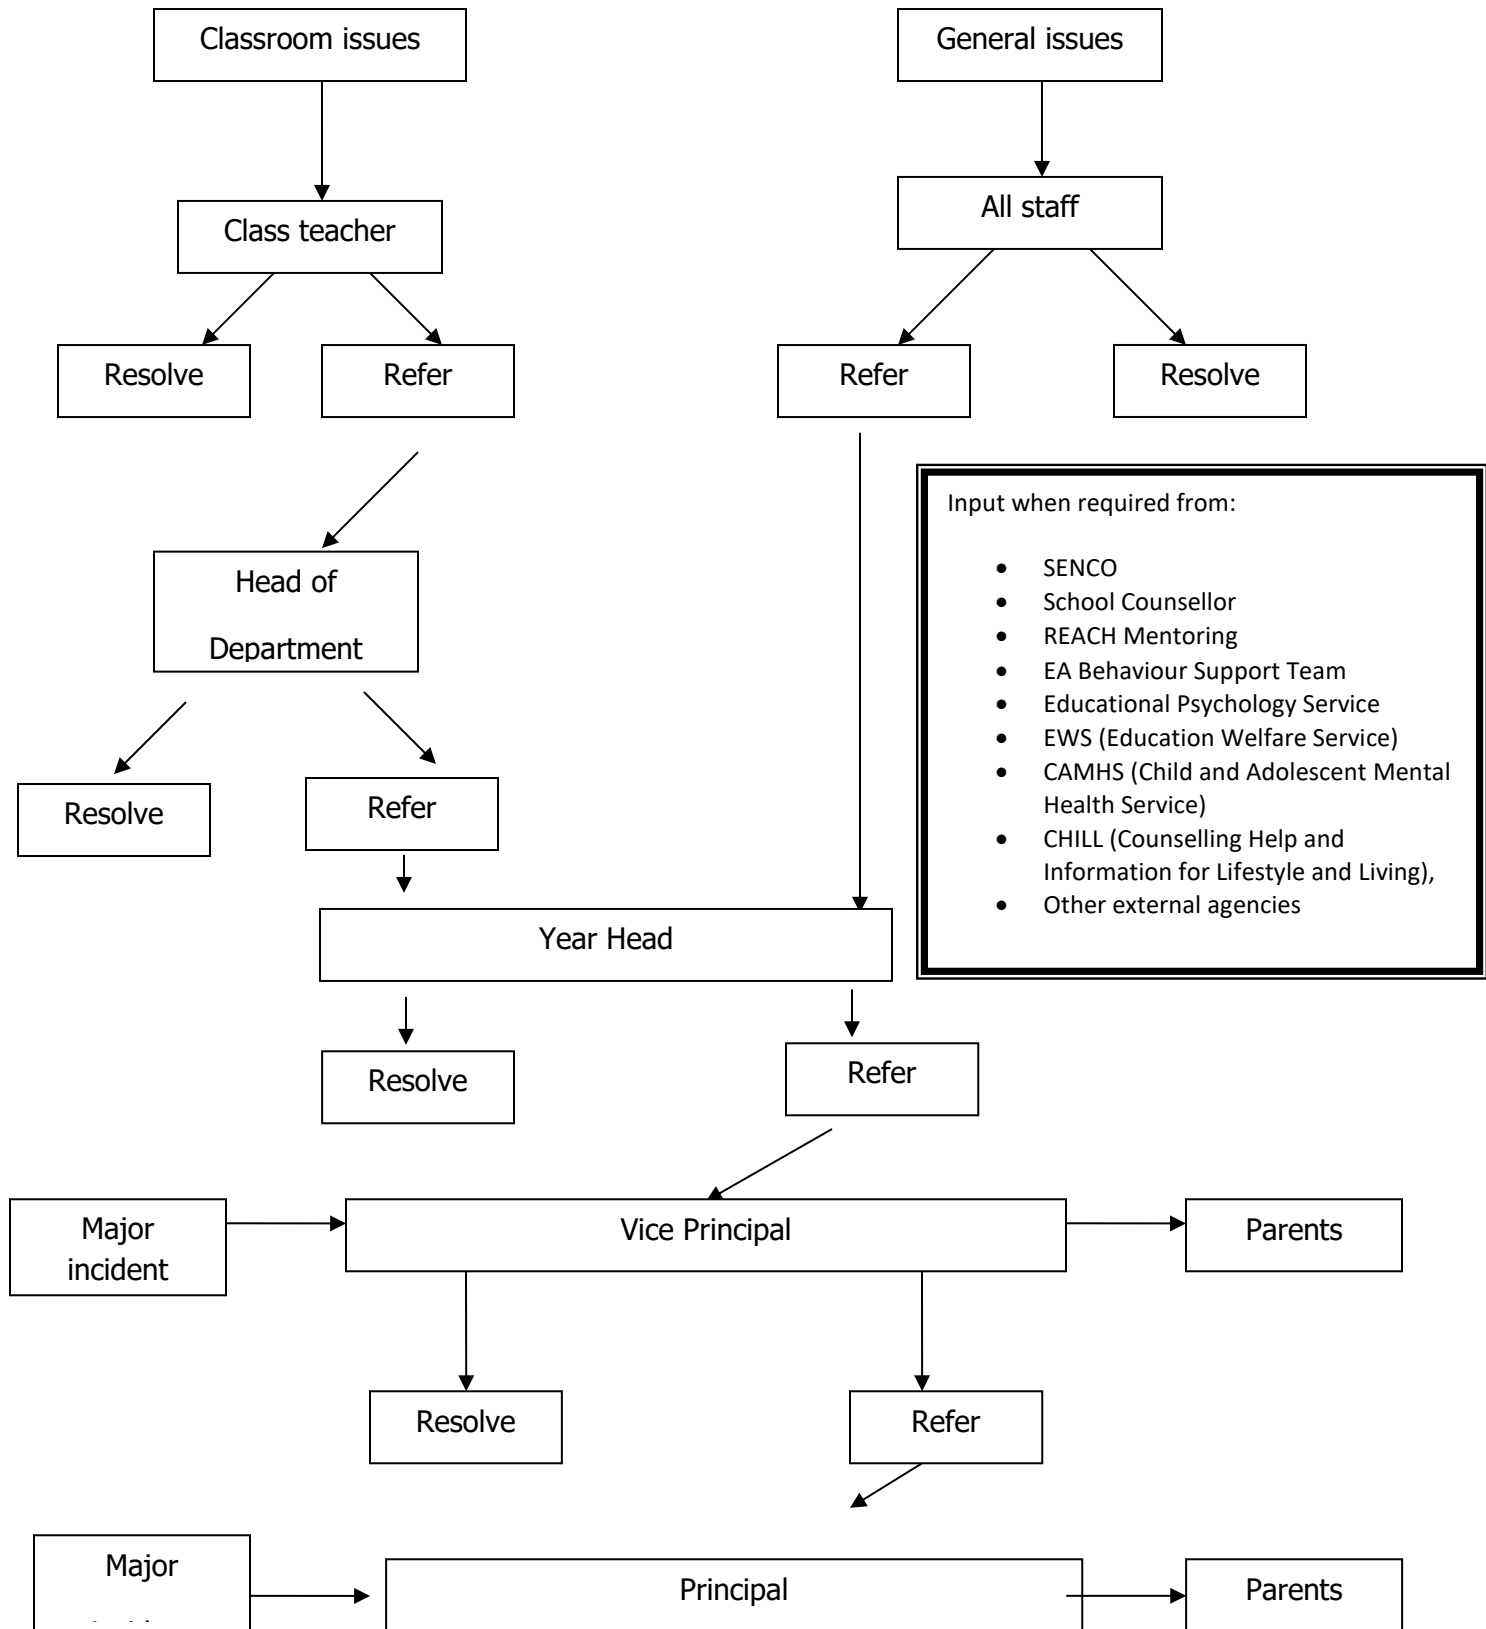 Classroom issues
General issues
Class teacher
All staff
Resolve
Refer
Refer
Resolve
Input when required from:
• SENCO
• School Counsellor
• REACH Mentoring
• EA Behaviour Support Team
• Educational Psychology Service
• EWS (Education Welfare Service)
• CAMHS (Child and Adolescent Mental
Health Service)
• CHILL (Counselling Help and
Information for Lifestyle and Living),
• Other external agencies
Head of
Department
Resolve
Refer
Year Head
Resolve
Refer
Major
incident
Vice Principal
Parents
Resolve
Refer
Major
Principal
Parents